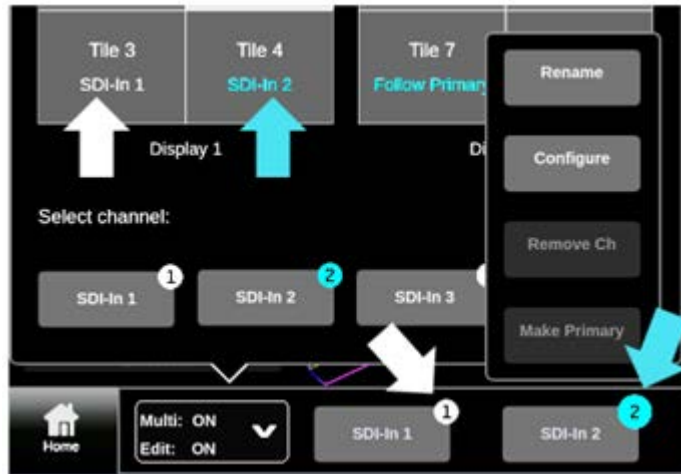 Tile 3
SDI-In 1
Tile 4
SDI-In 2
Tile 7
Follow Primary
Display 1
Select channel:
SDI-In 1
1
SDI-In 2
2
SDI-In 3
Rename
Configure
Remove Ch
Make Primary
Home
Multi: ON
Edit: ON
SDI-In 1
1
SDI-In 2
2